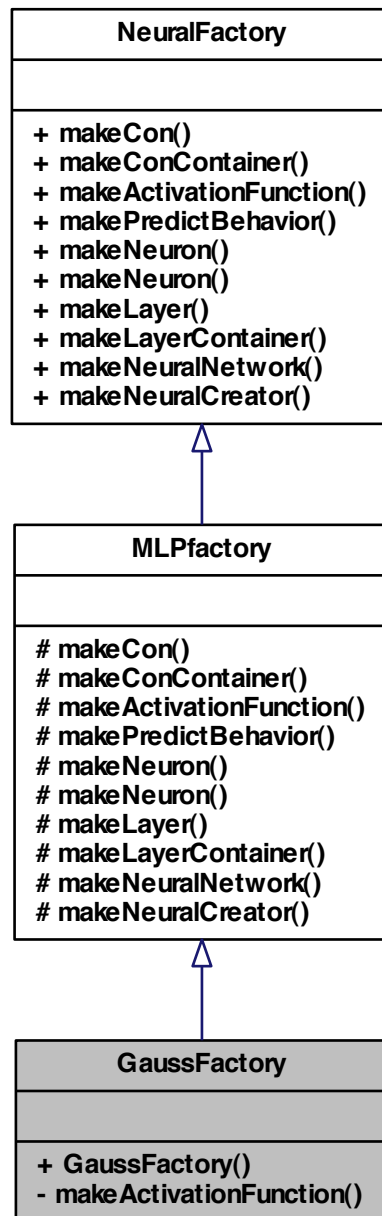 NeuralFactory
+ makeCon()
+ makeConContainer()
+ makeActivationFunction()
+ makePredictBehavior()
+ makeNeuron()
+ makeNeuron()
+ makeLayer()
+ makeLayerContainer()
+ makeNeuralNetwork()
+ makeNeuralCreator()
MLPfactory
# makeCon()
# makeConContainer()
# makeActivationFunction()
# makePredictBehavior()
# makeNeuron()
# makeNeuron()
# makeLayer()
# makeLayerContainer()
# makeNeuralNetwork()
# makeNeuralCreator()
GaussFactory
+ GaussFactory()
- makeActivationFunction()